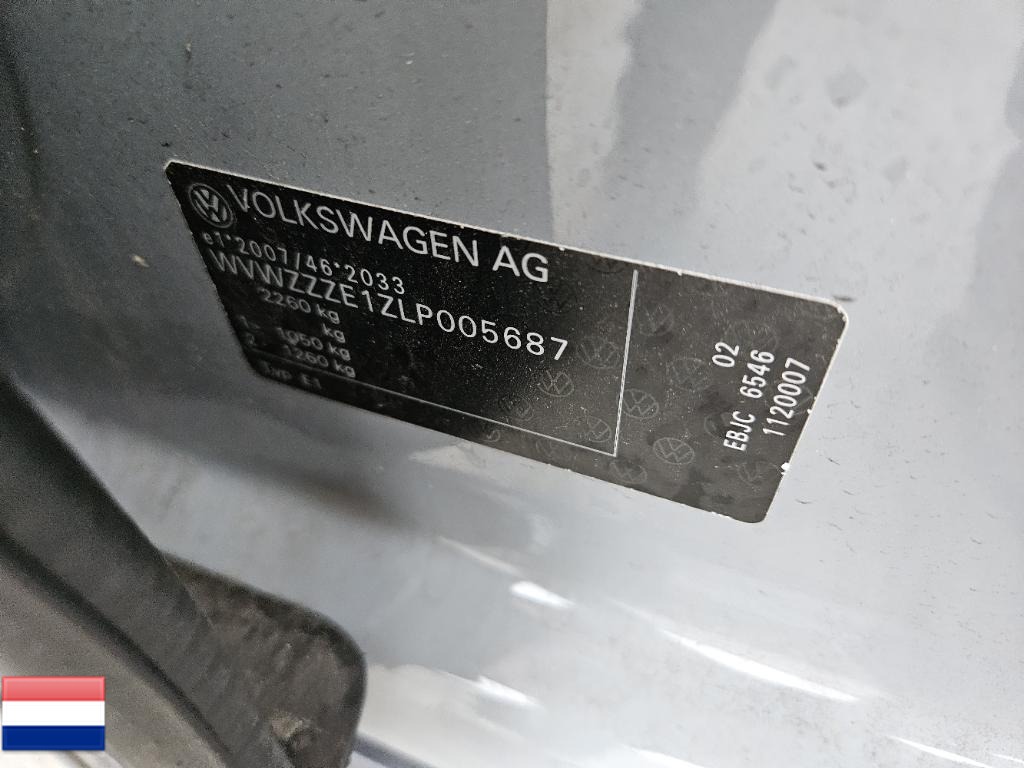 VOLKSWAGEN AG
e1*2007/46*2033
WVWZZZE1ZLP005687
2260 kg
kg
1 - 1050 kg
2 - 1260 kg
Typ E1
02
EBJC 6546
1120007